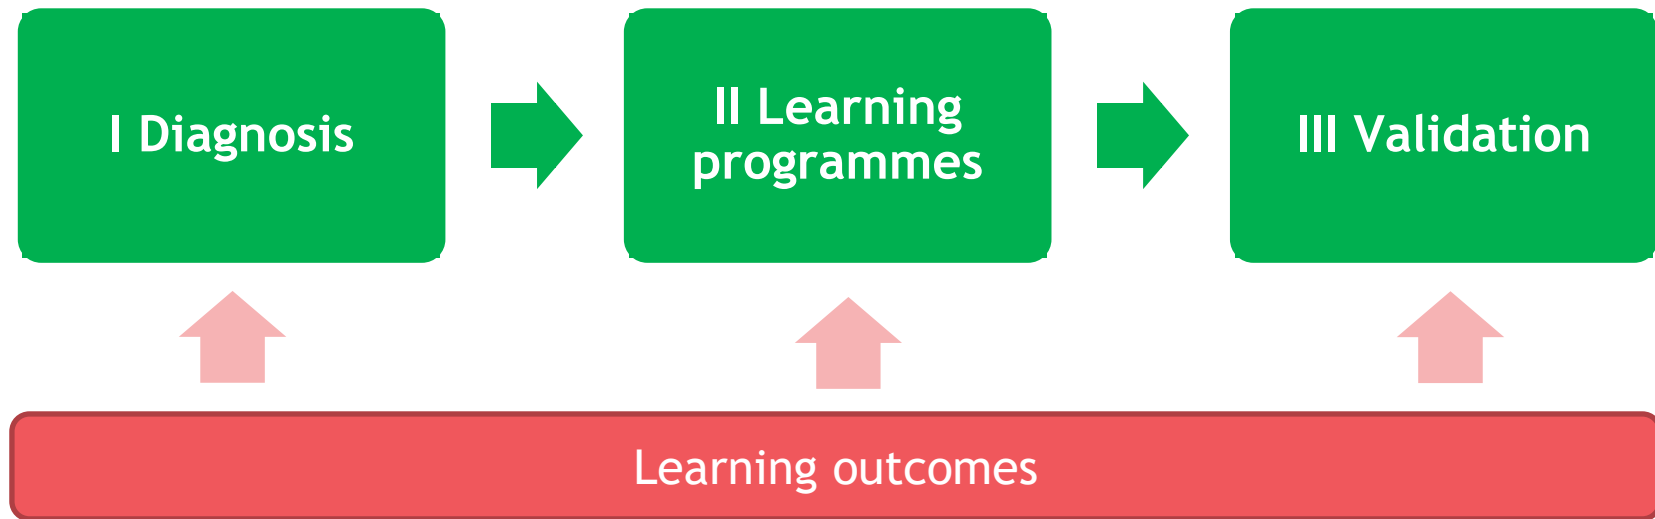 I Diagnosis
II Learning
programmes
III Validation
Learning outcomes